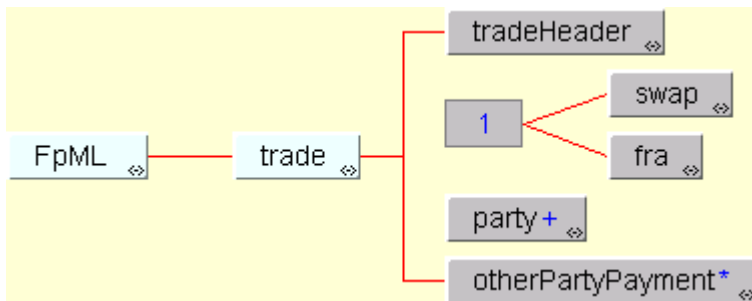 tradeHeader
swap
1
FpML
trade
fra
party +
otherPartyPayment*